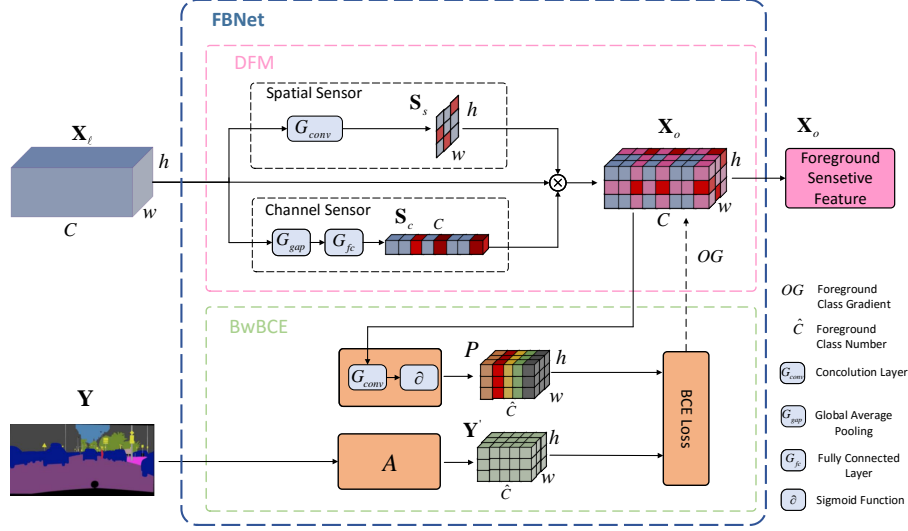 FBNet
DFM
Spatial Sensor
S_s
h
G_conv
w
X_ℓ
h
C
w
Channel Sensor
S_c
C
G_gap
G_fc
⊗
X_o
h
w
C
X_o
Foreground
Sensetive
Feature
OG
BwBCE
G_conv
∂
P
h
w
Ĉ
Y
A
Y'
h
w
Ĉ
BCE Loss
OG
Foreground
Class Gradient
Ĉ
Foreground
Class Number
G_conv
Concolution Layer
G_gap
Global Average
Pooling
G_fc
Fully Connected
Layer
∂
Sigmoid Function